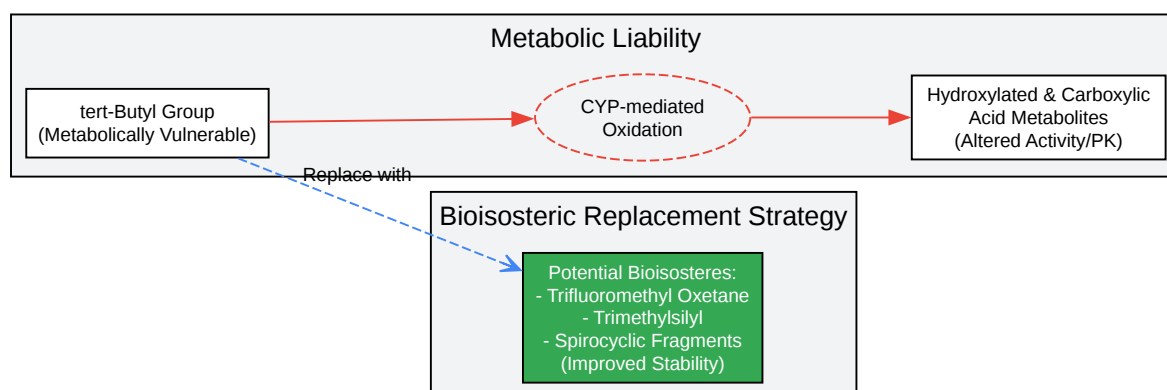 Metabolic Liability
tert-Butyl Group
(Metabolically Vulnerable)
CYP-mediated
Oxidation
Hydroxylated & Carboxylic
Acid Metabolites
(Altered Activity/PK)
Replace with
Bioisosteric Replacement Strategy
Potential Bioisosteres:
- Trifluoromethyl Oxetane
- Trimethylsilyl
- Spirocyclic Fragments
(Improved Stability)